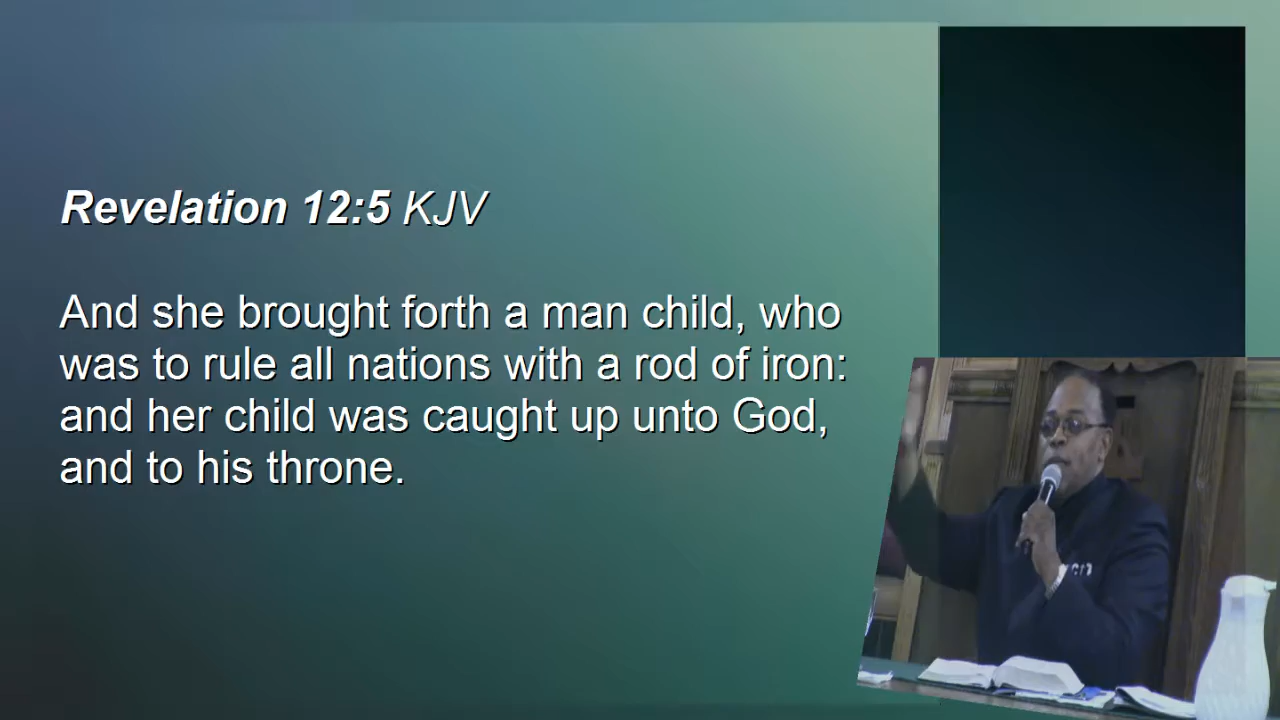 Revelation 12:5 KJV
And she brought forth a man child, who
was to rule all nations with a rod of iron:
and her child was caught up unto God,
and to his throne.